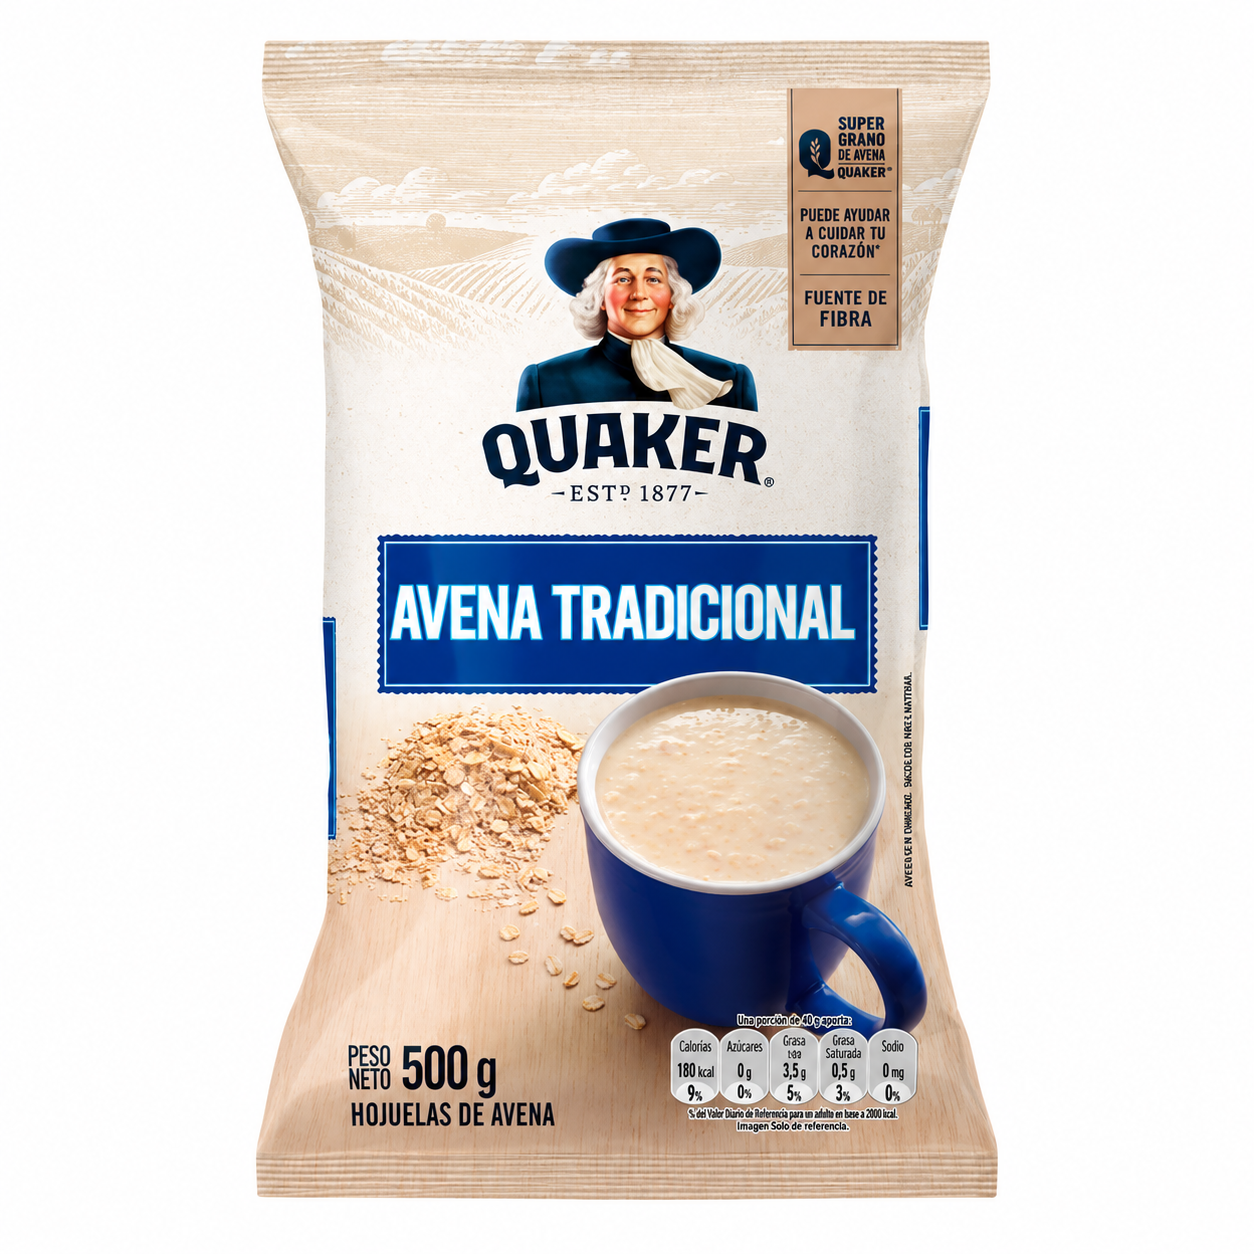 SUPER
GRANO
DE AVENA
QUAKER®
PUEDE AYUDAR
A CUIDAR TU
CORAZÓN*
FUENTE DE
FIBRA
QUAKER®
ESTD 1877
AVENA TRADICIONAL
Una porción de 40 g aporta:
Calorías
180 kcal
9%
Azúcares
0 g
0%
Grasa
3,5 g
5%
Grasa
Saturada
0,5 g
3%
Sodio
0 mg
0%
% del Valor Diario de Referencia para un adulto en base a 2000 kcal.
Imagen Solo de referencia.
PESO
NETO 500 g
HOJUELAS DE AVENA